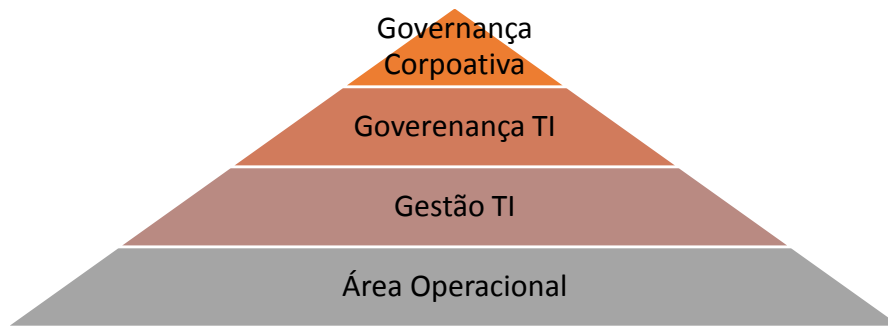 Governança
Corpoativa
Goverenança TI
Gestão TI
Área Operacional